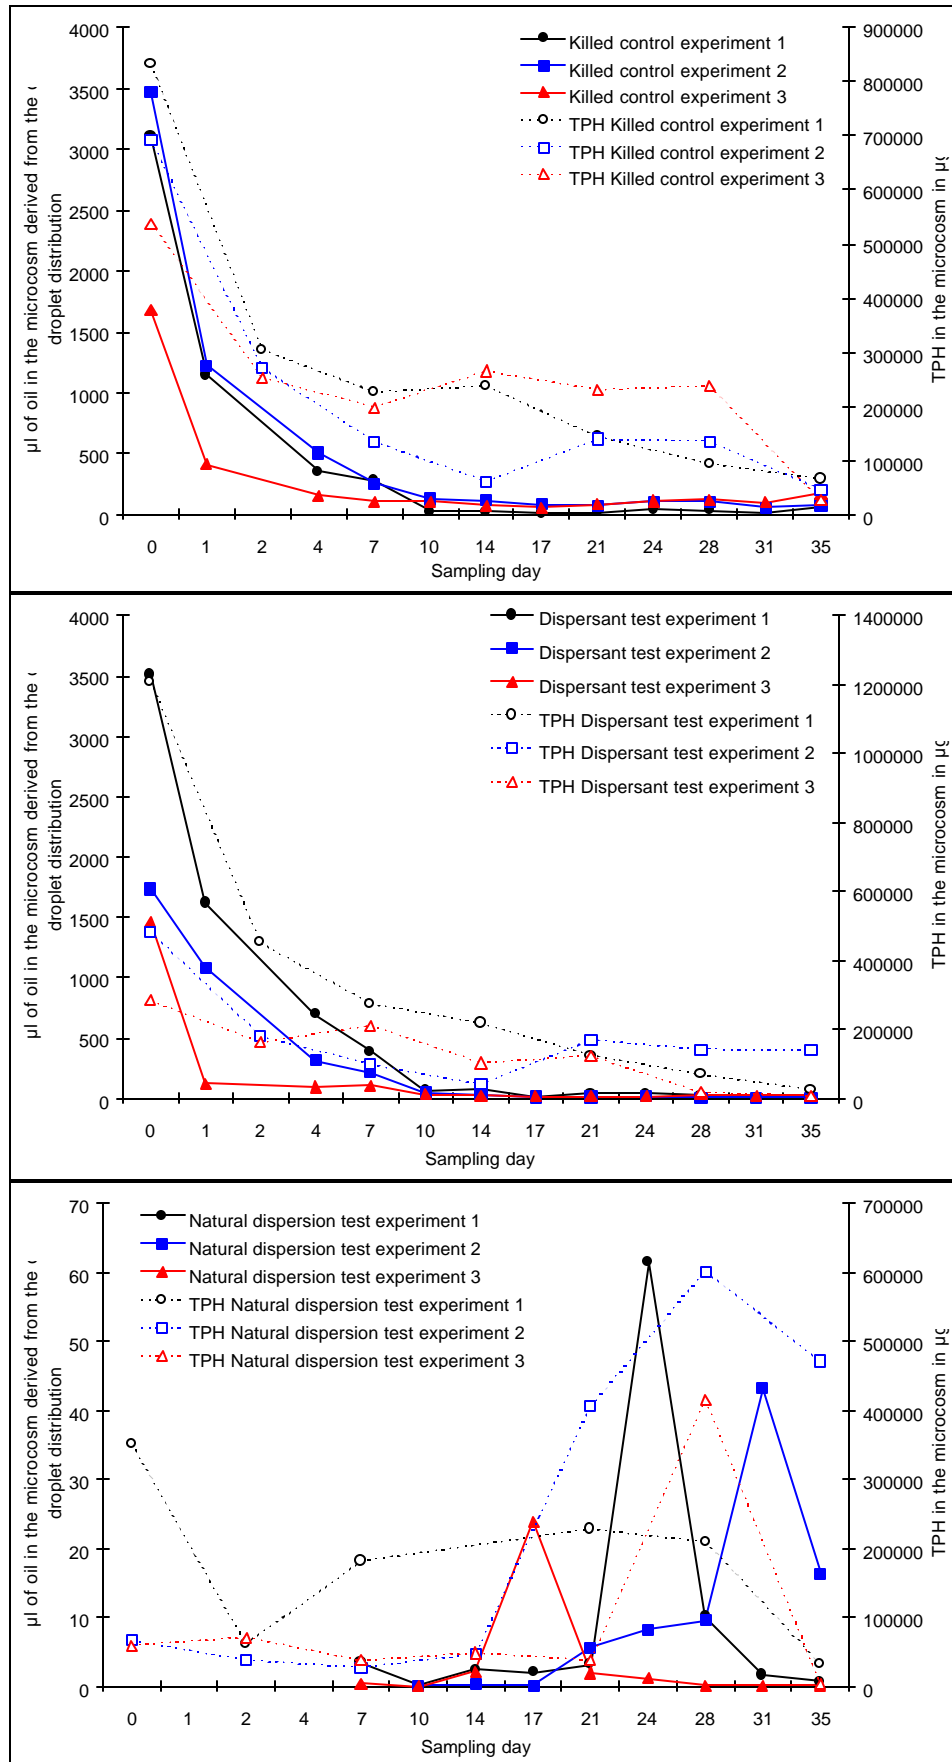 4000
3500
3000
2500
2000
1500
1000
500
0
µl of oil in the microcosm derived from the
droplet distribution
Killed control experiment 1
Killed control experiment 2
Killed control experiment 3
TPH Killed control experiment 1
TPH Killed control experiment 2
TPH Killed control experiment 3
900000
800000
700000
600000
500000
400000
300000
200000
100000
0
TPH in the microcosm in µg
0 1 2 4 7 10 14 17 21 24 28 31 35
Sampling day
4000
3500
3000
2500
2000
1500
1000
500
0
µl of oil in the microcosm derived from the
droplet distribution
Dispersant test experiment 1
Dispersant test experiment 2
Dispersant test experiment 3
TPH Dispersant test experiment 1
TPH Dispersant test experiment 2
TPH Dispersant test experiment 3
1400000
1200000
1000000
800000
600000
400000
200000
0
TPH in the microcosm in µg
0 1 2 4 7 10 14 17 21 24 28 31 35
Sampling day
70
60
50
40
30
20
10
0
µl of oil in the microcosm derived from the
droplet distribution
Natural dispersion test experiment 1
Natural dispersion test experiment 2
Natural dispersion test experiment 3
TPH Natural dispersion test experiment 1
TPH Natural dispersion test experiment 2
TPH Natural dispersion test experiment 3
700000
600000
500000
400000
300000
200000
100000
0
TPH in the microcosm in µg
0 1 2 4 7 10 14 17 21 24 28 31 35
Sampling day